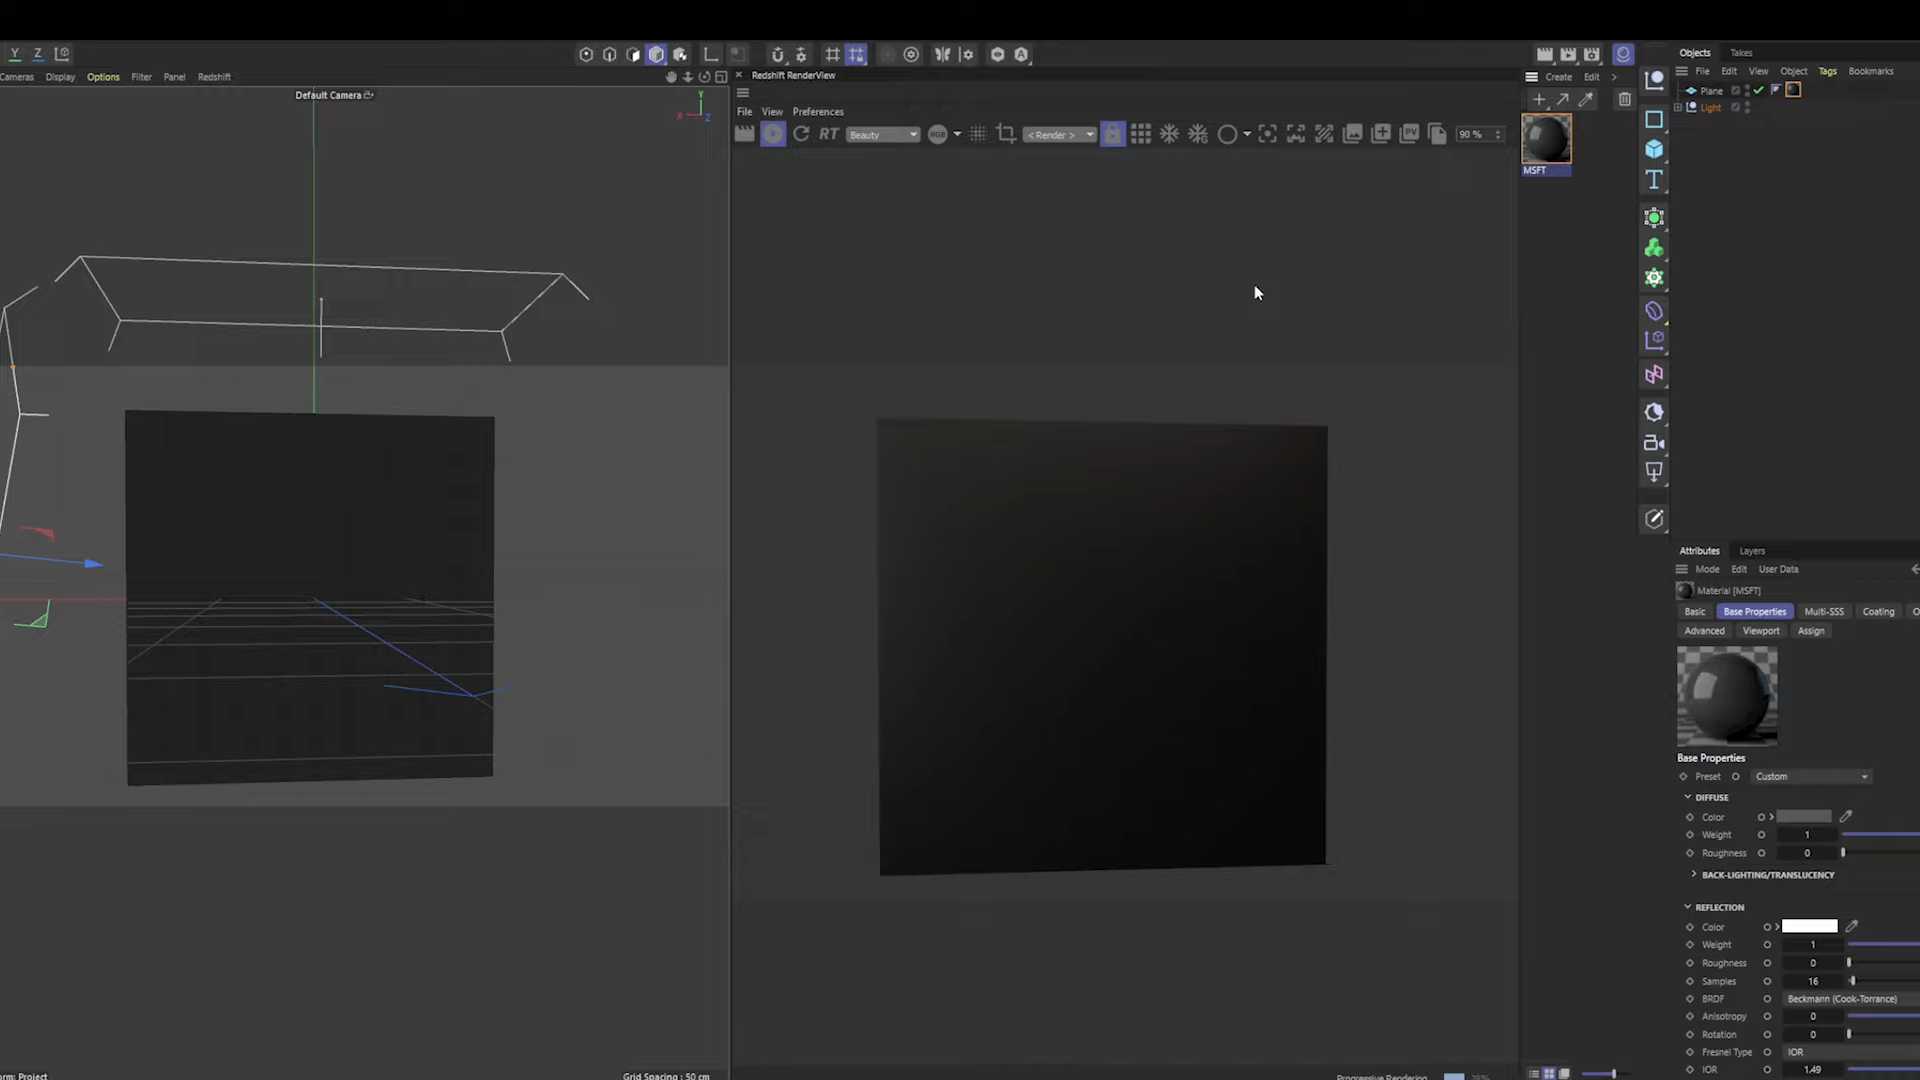 Y Z
Cameras Display Options Filter Panel Redshift
Default Camera
Y
X
Z
Grid Spacing : 50 cm
× Redshift RenderView
File View Preferences
RT Beauty RGB < Render > PV 90 %
Create Edit >
MSFT
Objects Takes
File Edit View Object Tags Bookmarks
Plane
Light
Attributes Layers
Mode Edit User Data
Material [MSFT]
Basic Base Properties Multi-SSS Coating
Advanced Viewport Assign
Base Properties
Preset Custom
DIFFUSE
Color
Weight 1
Roughness 0
BACK-LIGHTING/TRANSLUCENCY
REFLECTION
Color
Weight 1
Roughness 0
Samples 16
BRDF Beckmann (Cook-Torrance)
Anisotropy 0
Rotation 0
Fresnel Type IOR
IOR 1.49
Project
Progressive Rendering